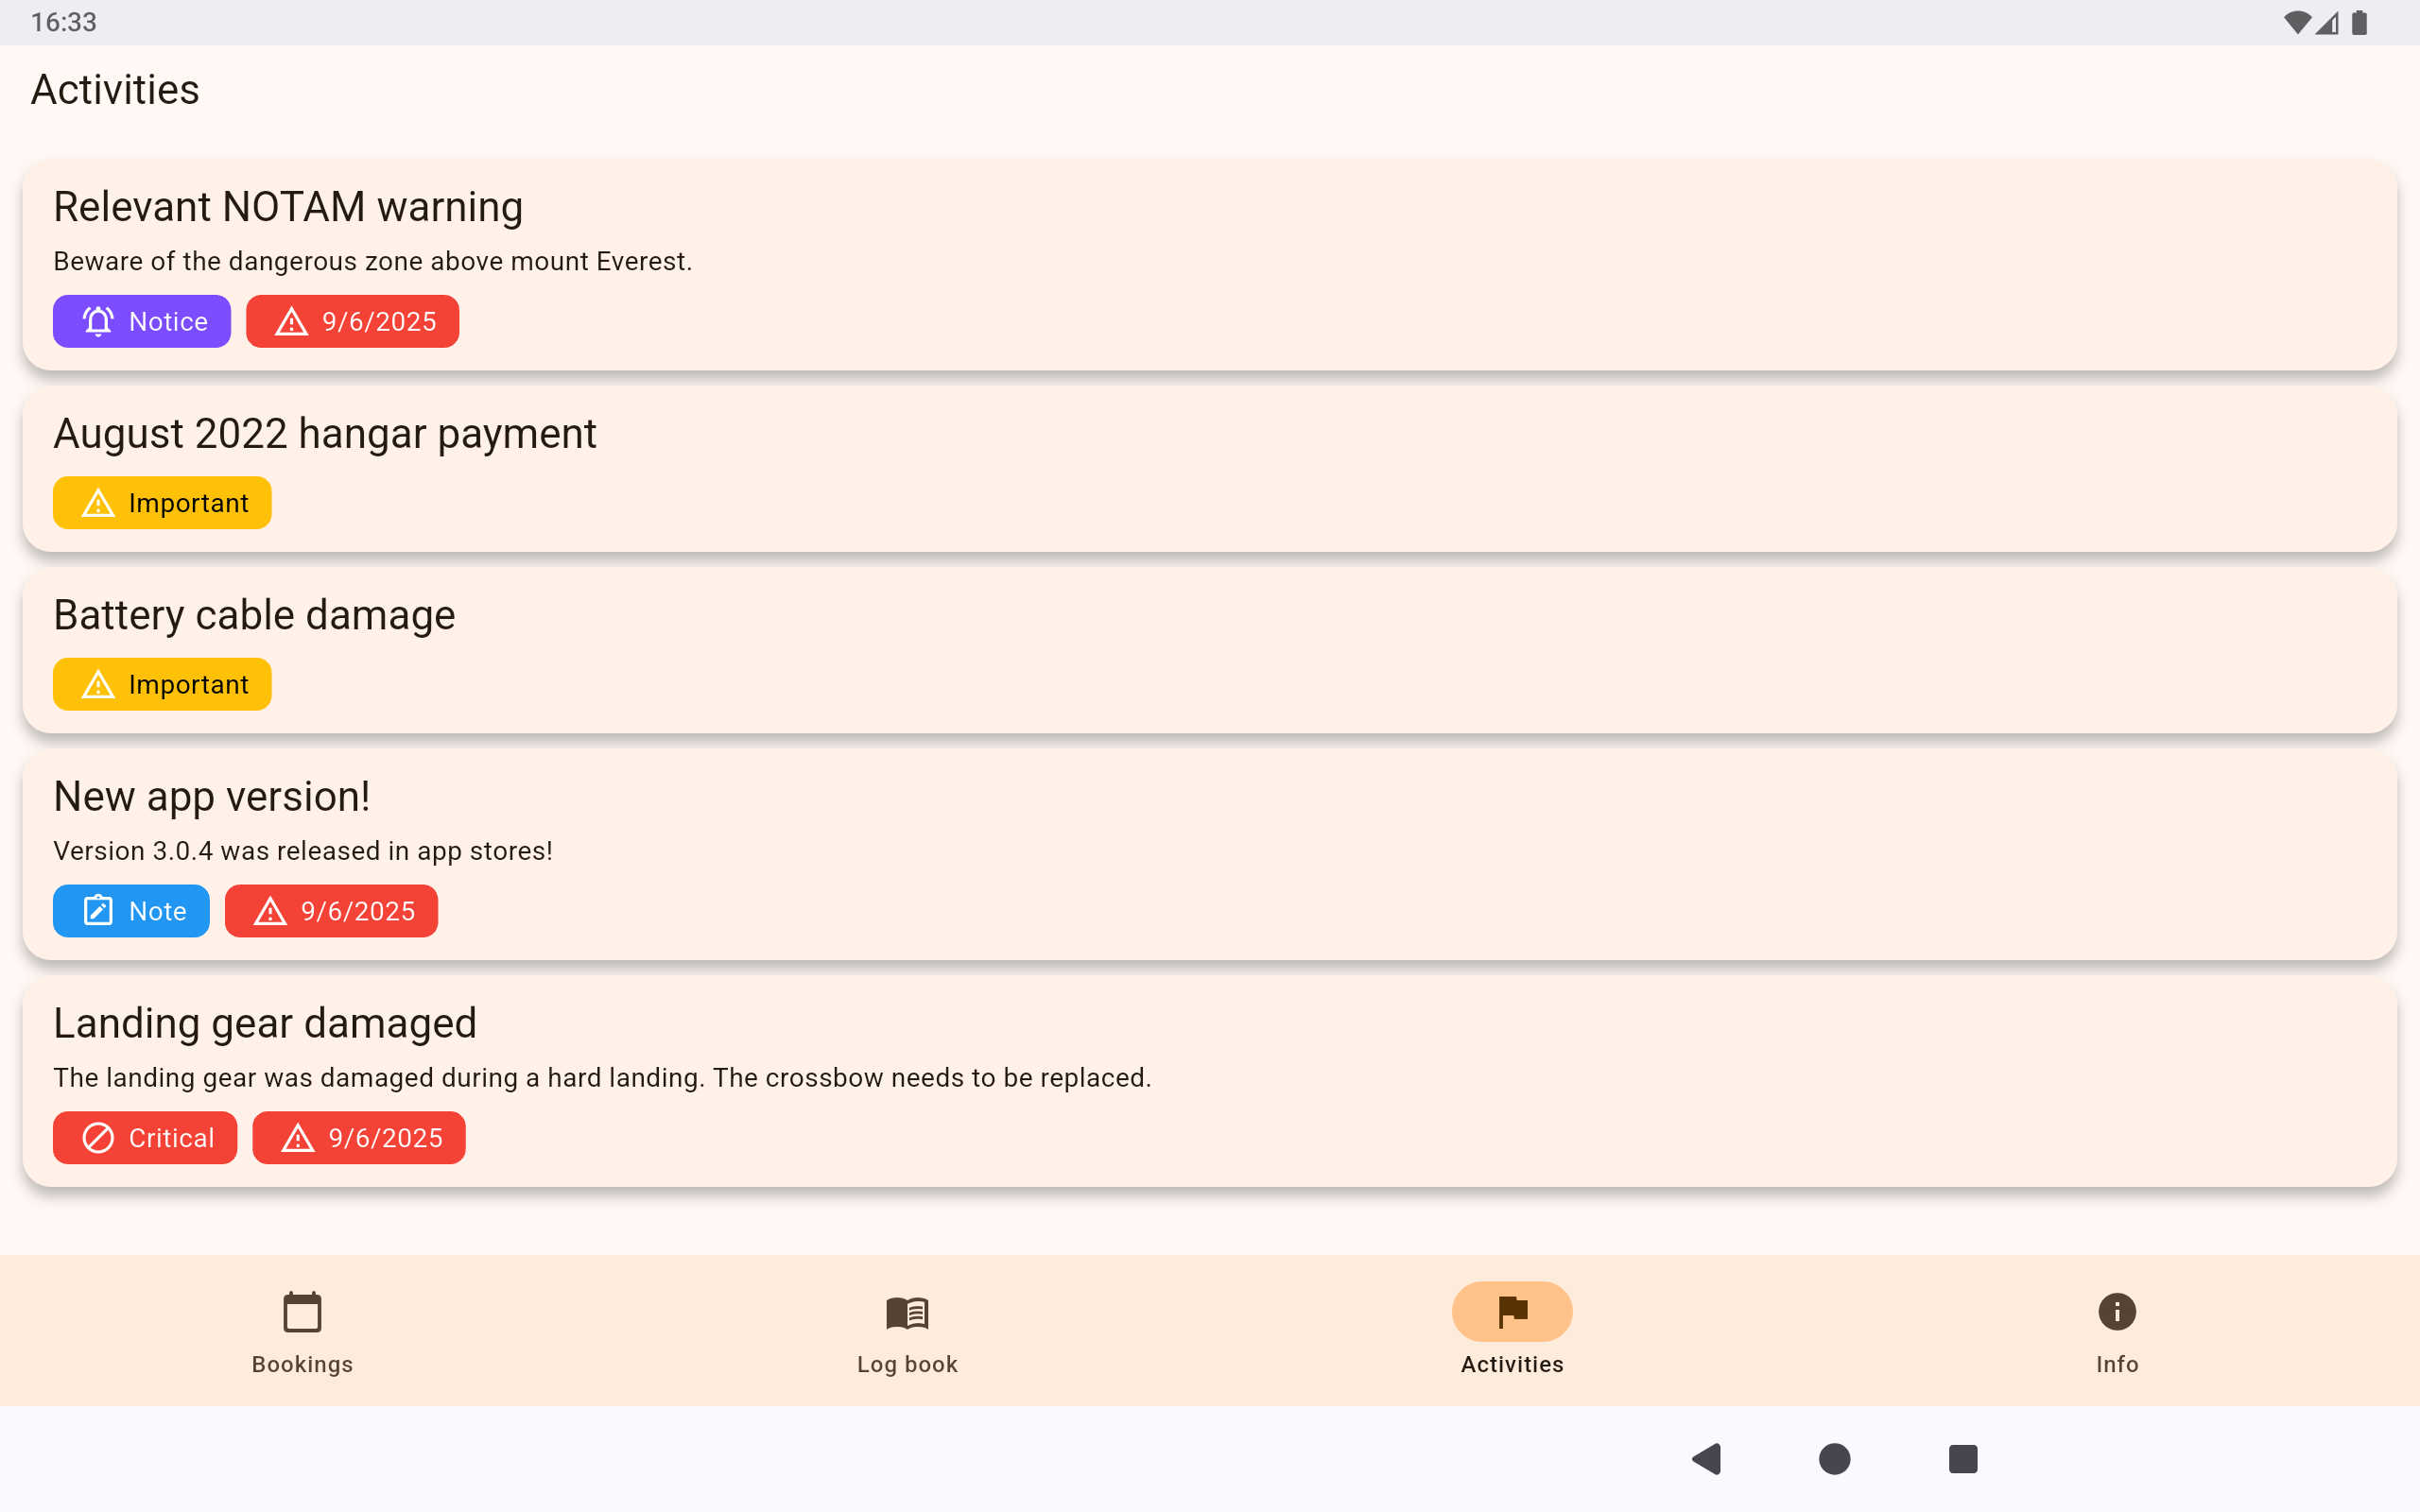 16:33
Activities
Relevant NOTAM warning
Beware of the dangerous zone above mount Everest.
Notice 9/6/2025
August 2022 hangar payment
Important
Battery cable damage
Important
New app version!
Version 3.0.4 was released in app stores!
Note 9/6/2025
Landing gear damaged
The landing gear was damaged during a hard landing. The crossbow needs to be replaced.
Critical 9/6/2025
Bookings Log book Activities Info